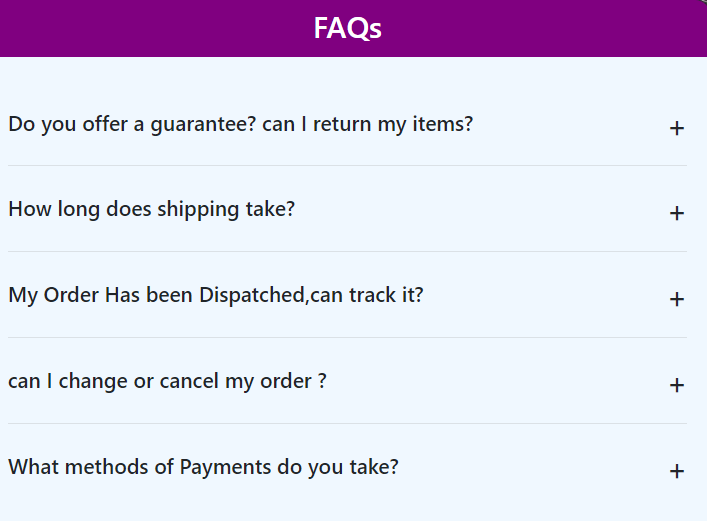 FAQs
Do you offer a guarantee? can I return my items?
+
How long does shipping take?
+
My Order Has been Dispatched,can track it?
+
can I change or cancel my order ?
+
What methods of Payments do you take?
+